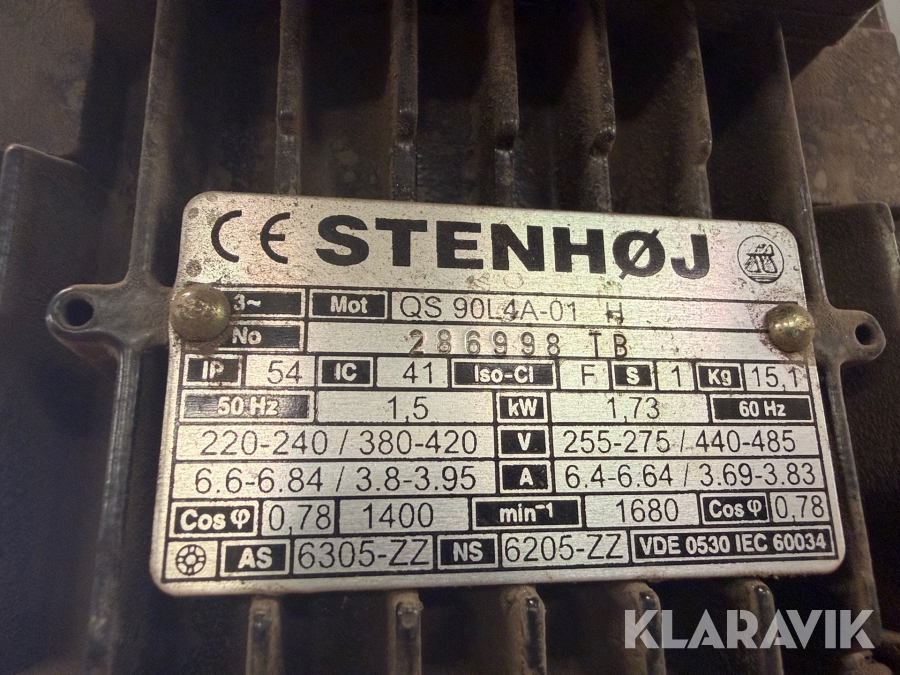 CE STENHØJ
3~ Mot QS 90L4A-01 H
No 286998 TB
IP 54 IC 41 Iso-Cl F S 1 Kg 15,1
50 Hz 1,5 kW 1,73 60 Hz
220-240 / 380-420 V 255-275 / 440-485
6.6-6.84 / 3.8-3.95 A 6.4-6.64 / 3.69-3.83
Cos φ 0,78 1400 min⁻¹ 1680 Cos φ 0,78
AS 6305-ZZ NS 6205-ZZ VDE 0530 IEC 60034
KLARAVIK